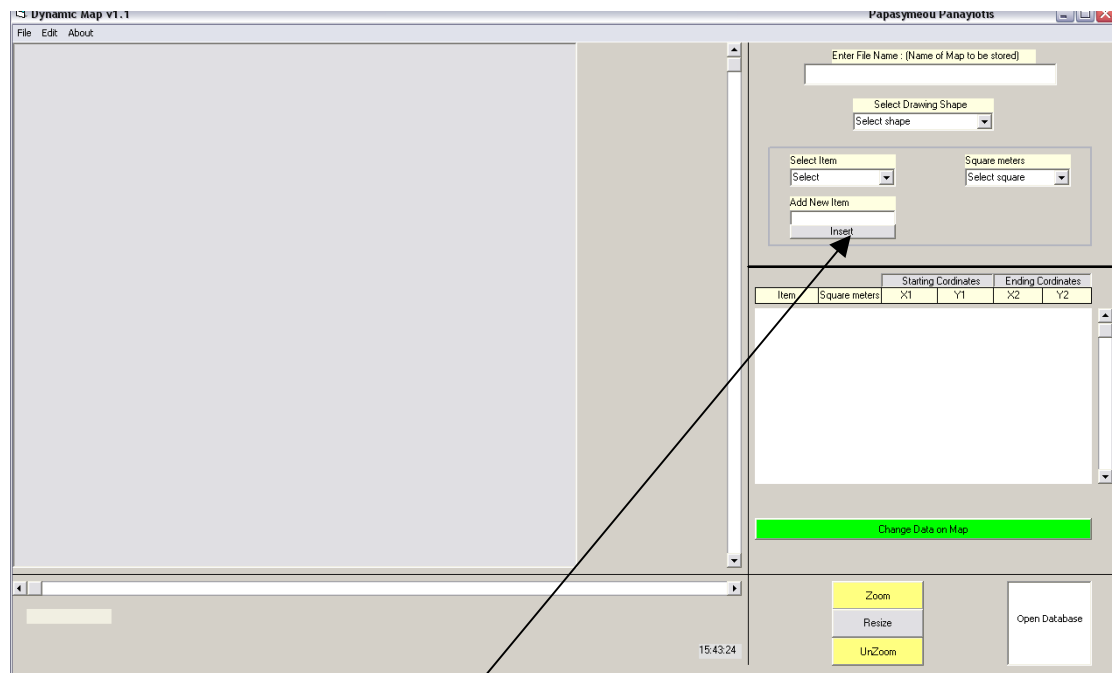 Dynamic Map v1.1 Papasymeou Panayiotis
File Edit About
Enter File Name : (Name of Map to be stored)
Select Drawing Shape
Select shape
Select Item Square meters
Select Select square
Add New Item
Insert
Starting Cordinates Ending Cordinates
Item Square meters X1 Y1 X2 Y2
Change Data on Map
Zoom
Resize
Open Database
UnZoom
15:43:24